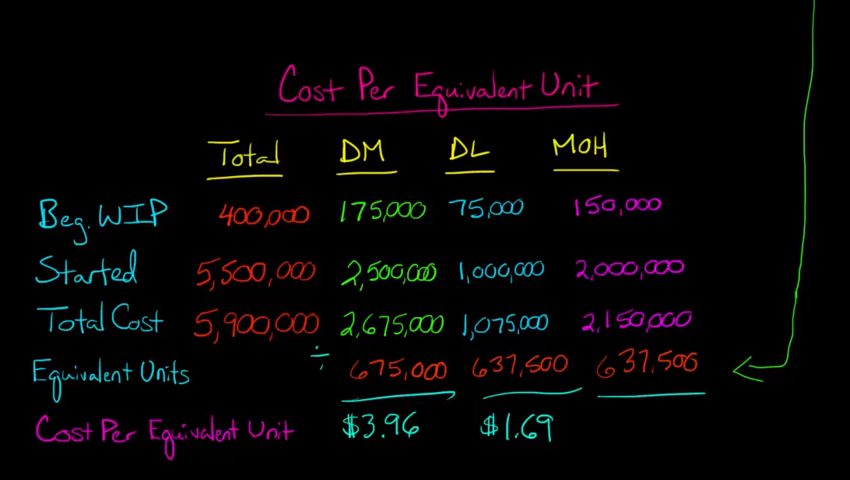 Cost Per Equivalent Unit
Total DM DL MOH
Beg. WIP 400,000 175,000 75,000 150,000
Started 5,500,000 2,500,000 1,000,000 2,000,000
Total Cost 5,900,000 2,675,000 1,075,000 2,150,000
Equivalent Units ÷ 675,000 637,500 637,500
Cost Per Equivalent Unit $3.96 $1.69